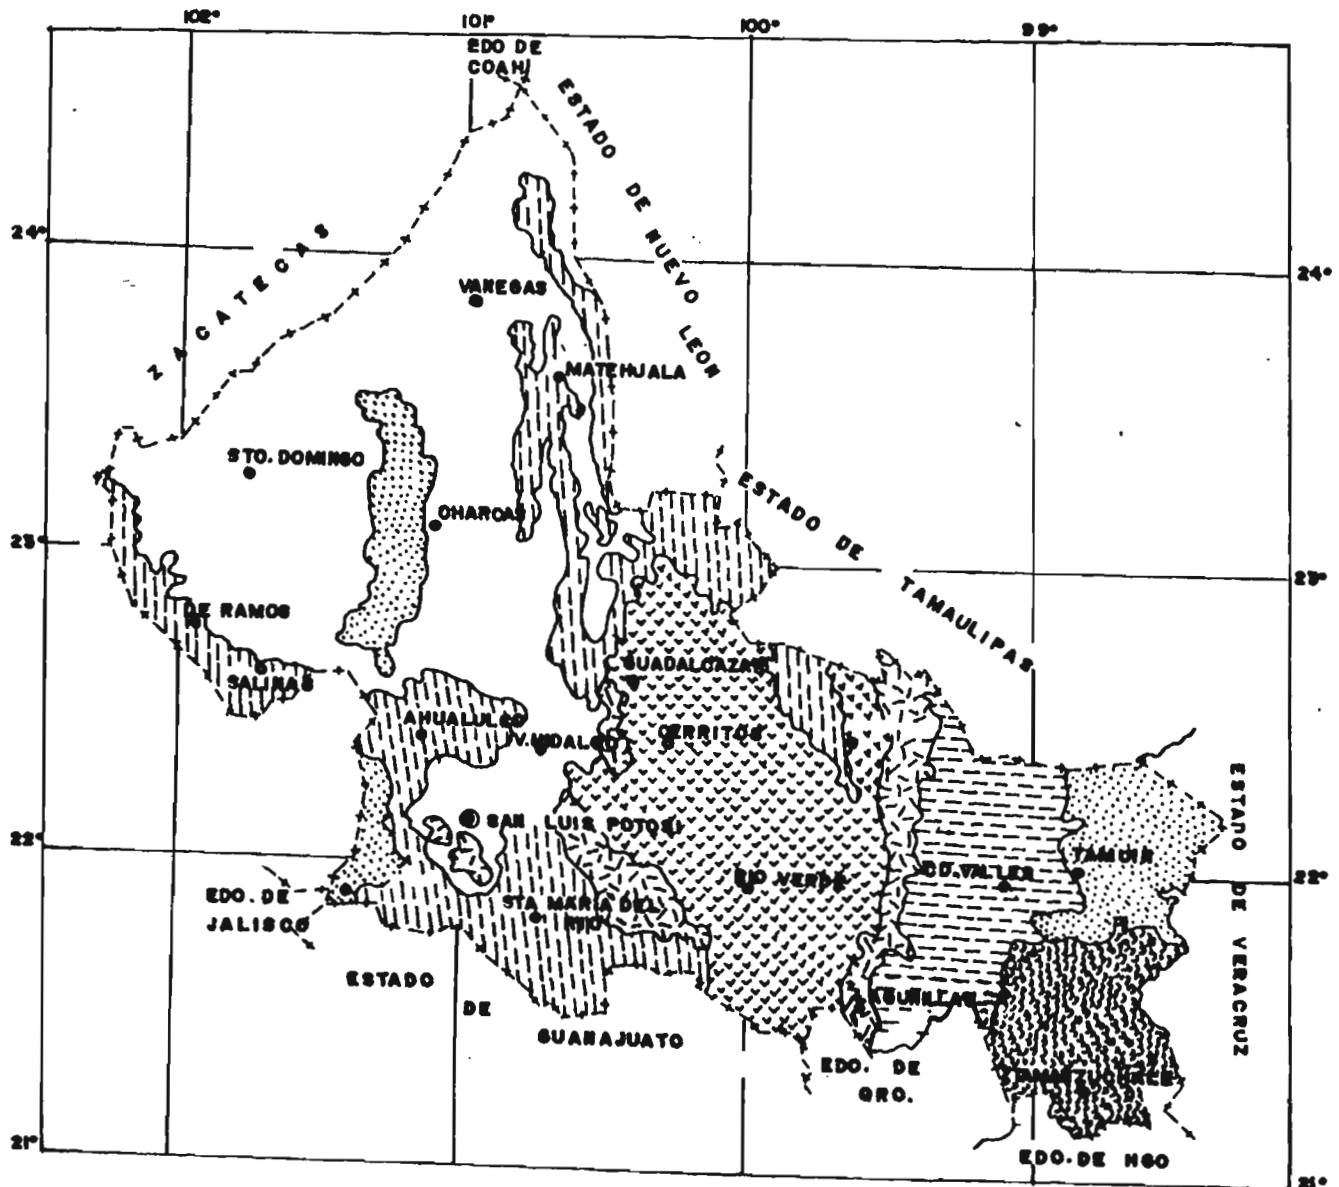 102°
101°
100°
99°
EDO DE
COAH
ESTADO DE NUEVO LEON
ZACATECAS
24°
24°
VANEGAS
MATEHUALA
STO. DOMINGO
CHARCAS
ESTADO DE TAMAULIPAS
23°
23°
DE RAMOS
SALINAS
GUADALCAZAR
AHUALULCO
V. HIDALGO
CERRITOS
SAN LUIS POTOSI
ESTADO DE VERACRUZ
22°
22°
TAMUIN
RIO VERDE
CD. VALLES
EDO. DE
JALISCO
STA MARIA DEL
RIO
ESTADO
DE
GUANAJUATO
EDO. DE
QRO.
21°
EDO. DE HGO
21°